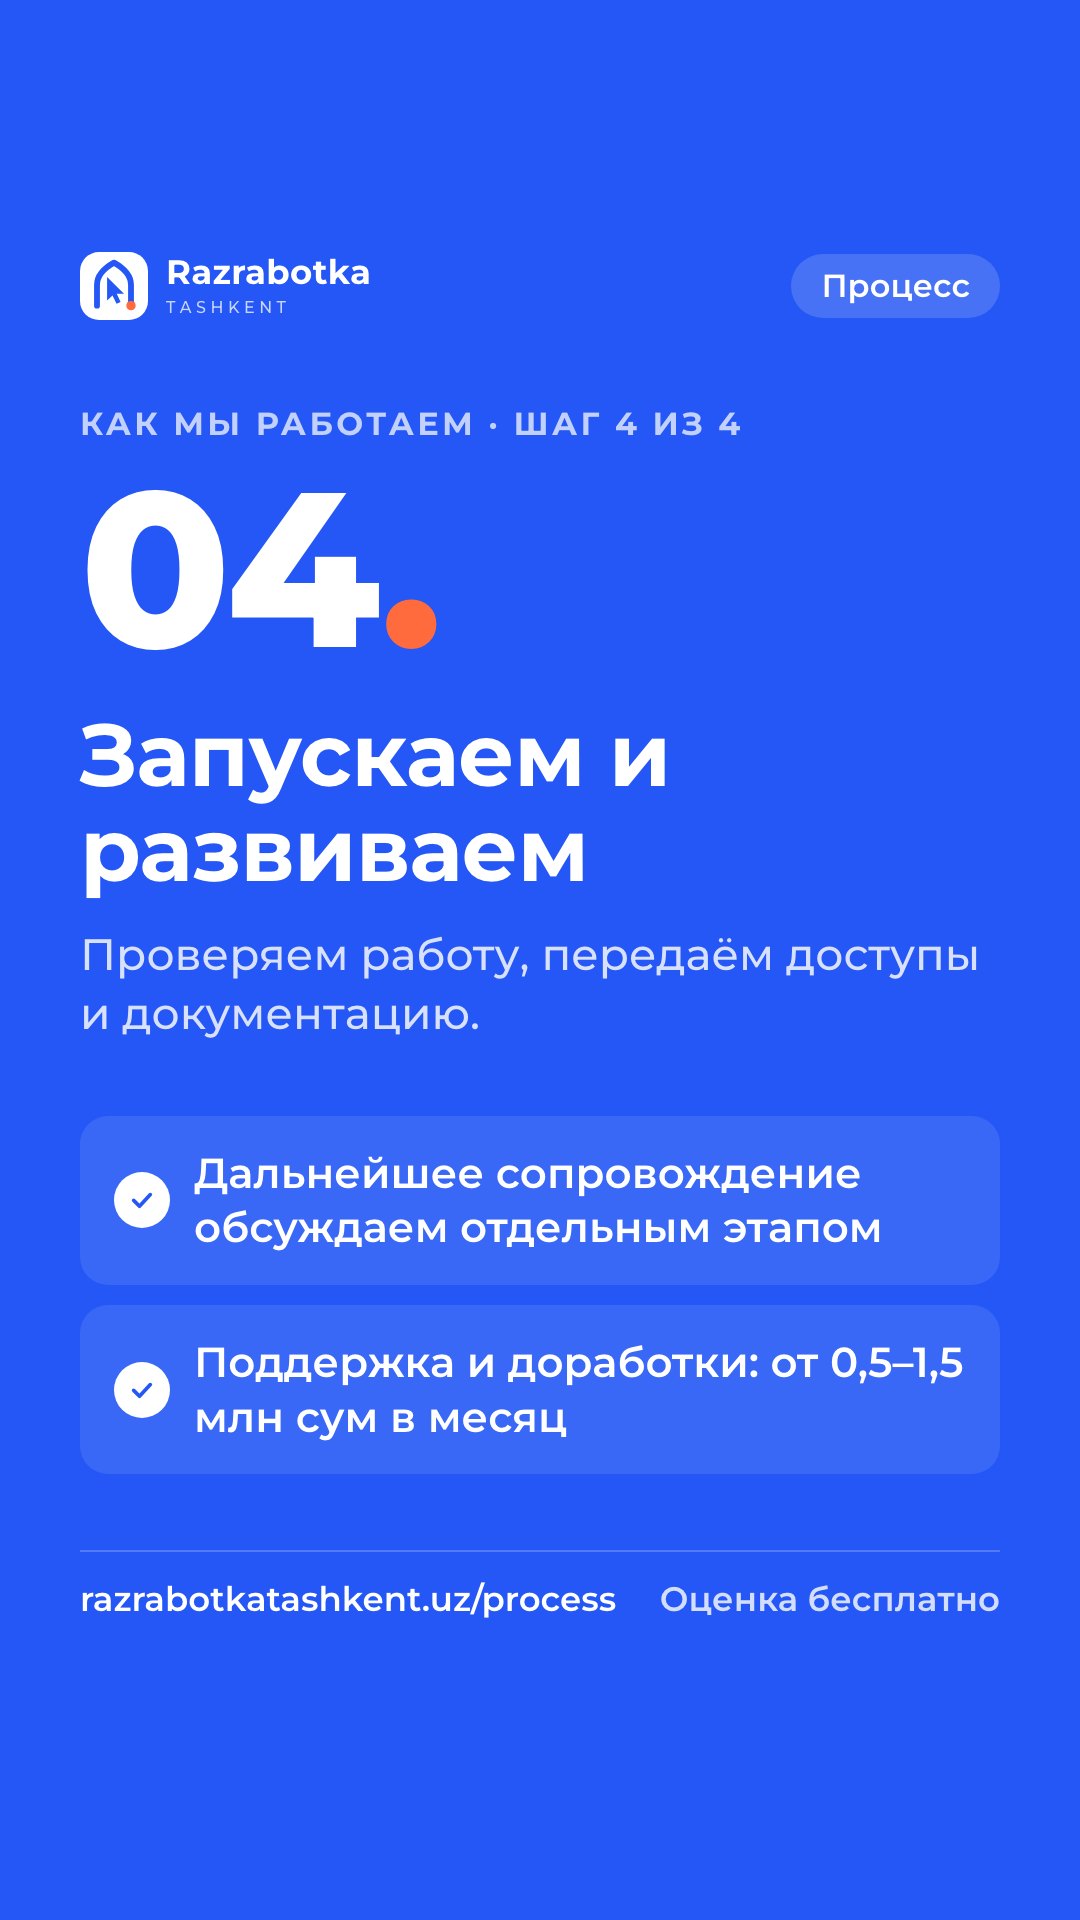 Razrabotka
TASHKENT
Процесс
КАК МЫ РАБОТАЕМ · ШАГ 4 ИЗ 4
04.
Запускаем и
развиваем
Проверяем работу, передаём доступы
и документацию.
Дальнейшее сопровождение
обсуждаем отдельным этапом
Поддержка и доработки: от 0,5–1,5
млн сум в месяц
razrabotkatashkent.uz/process
Оценка бесплатно